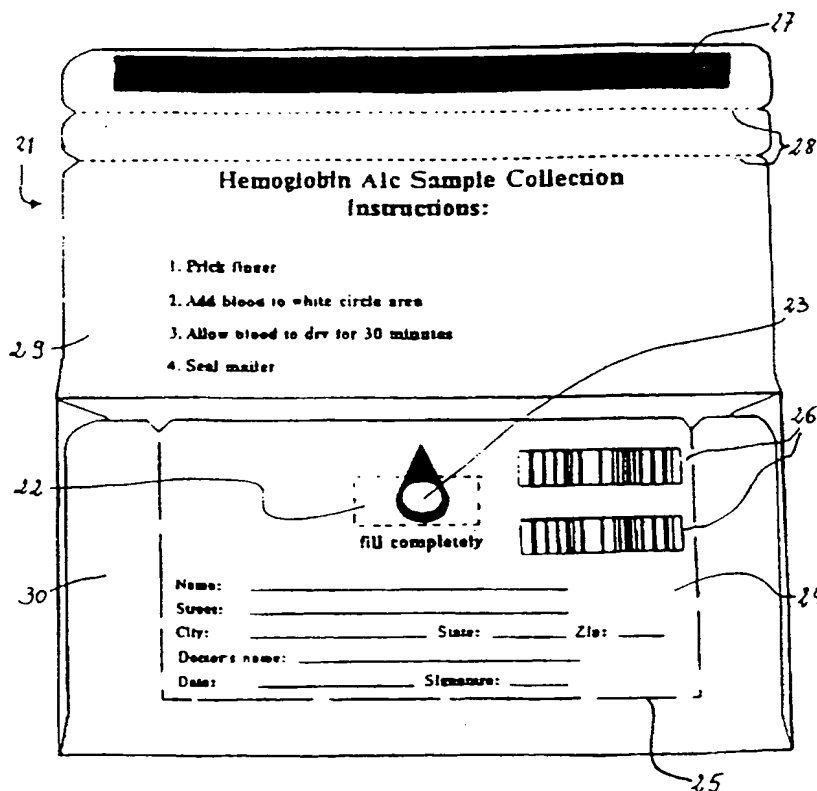 27
28
21
Hemoglobin A1c Sample Collection
Instructions:
1. Prick finger
2. Add blood to white circle area
3. Allow blood to dry for 30 minutes
4. Seal mailer
29
23
26
22
fill completely
30
24
Name:
Street:
City: State: Zip:
Doctor's name:
Date: Signature:
25